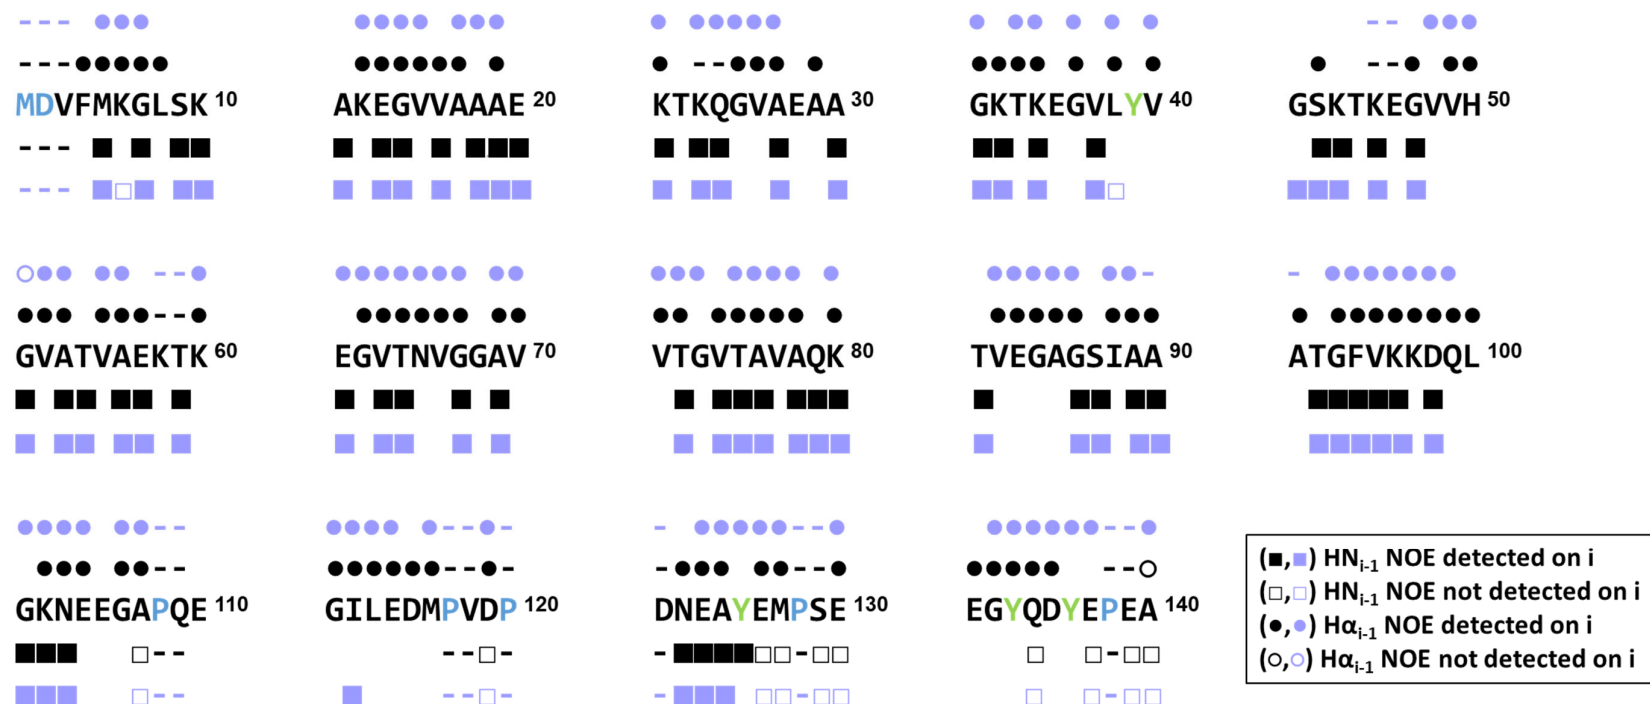 MDVFMKGLSK 10 AKEGVVAAAE 20 KTKQGVAEAA 30 GKTKEGVLYV 40 GSKTKEGVVH 50
GVATVAEKTK 60 EGVTNVGGAV 70 VTGVTAVAQK 80 TVEGAGSIAA 90 ATGFVKKDQL 100
GKNEEGAPQE 110 GILEDMPVDP 120 DNEAYEMPSE 130 EGYQDYEPEA 140
(■,■) HNi-1 NOE detected on i
(□,□) HNi-1 NOE not detected on i
(●,●) Hαi-1 NOE detected on i
(○,○) Hαi-1 NOE not detected on i